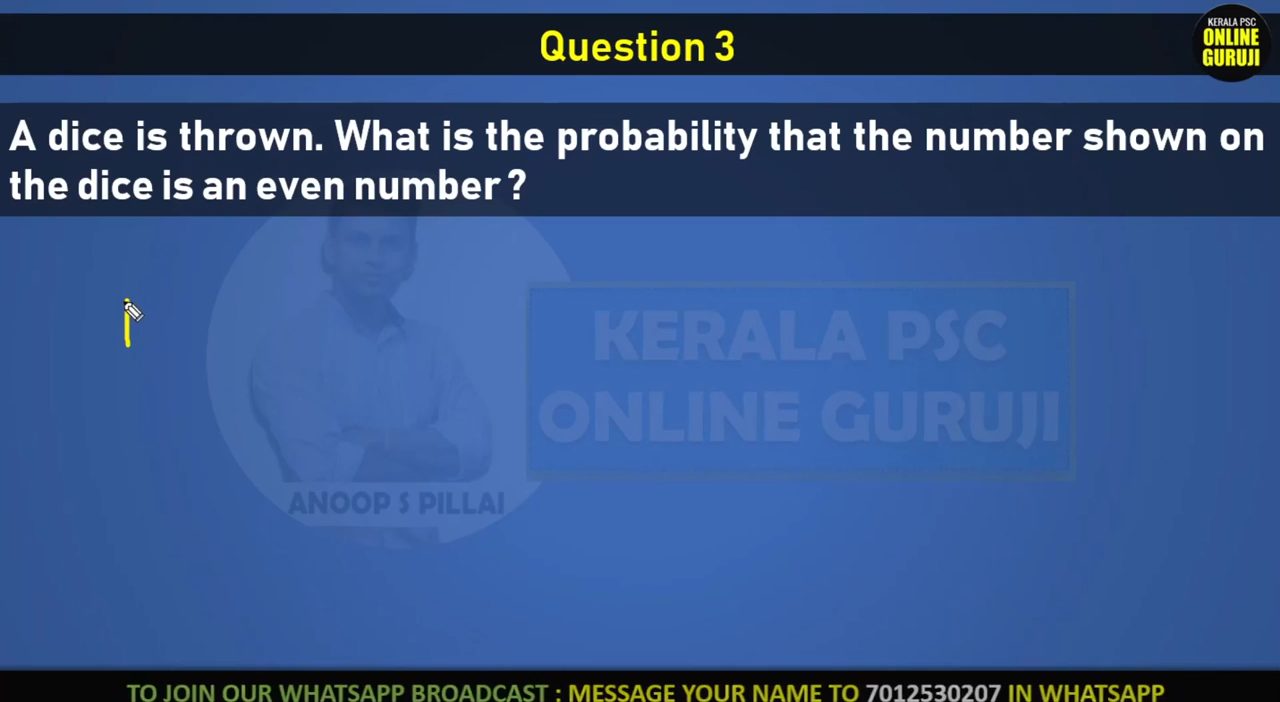 Question 3
KERALA PSC
ONLINE
GURUJI
A dice is thrown. What is the probability that the number shown on
the dice is an even number ?
KERALA PSC
ONLINE GURUJI
ANOOP S PILLAI
TO JOIN OUR WHATSAPP BROADCAST : MESSAGE YOUR NAME TO 7012530207 IN WHATSAPP